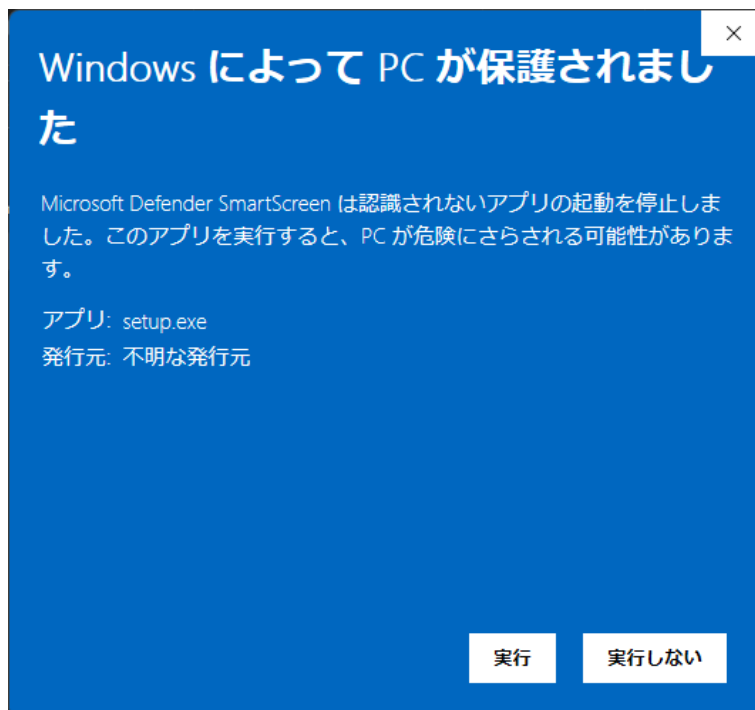 Windows によって PC が保護されまし
た
Microsoft Defender SmartScreen は認識されないアプリの起動を停止しま
した。このアプリを実行すると、PC が危険にさらされる可能性がありま
す。
アプリ: setup.exe
発行元: 不明な発行元
実行 実行しない